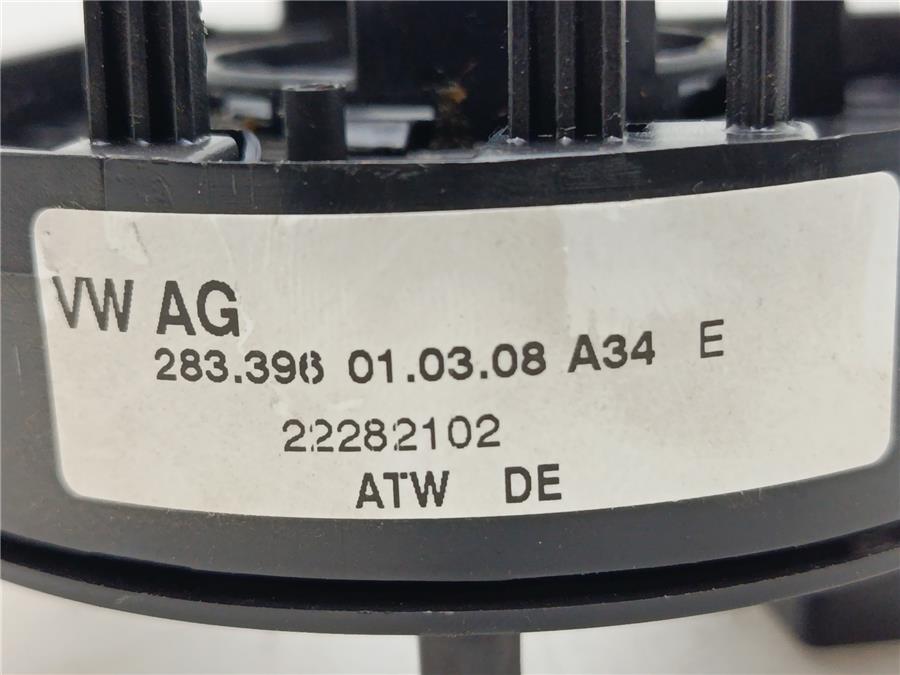 VW AG
283.396 01.03.08 A34 E
22282102
ATW DE